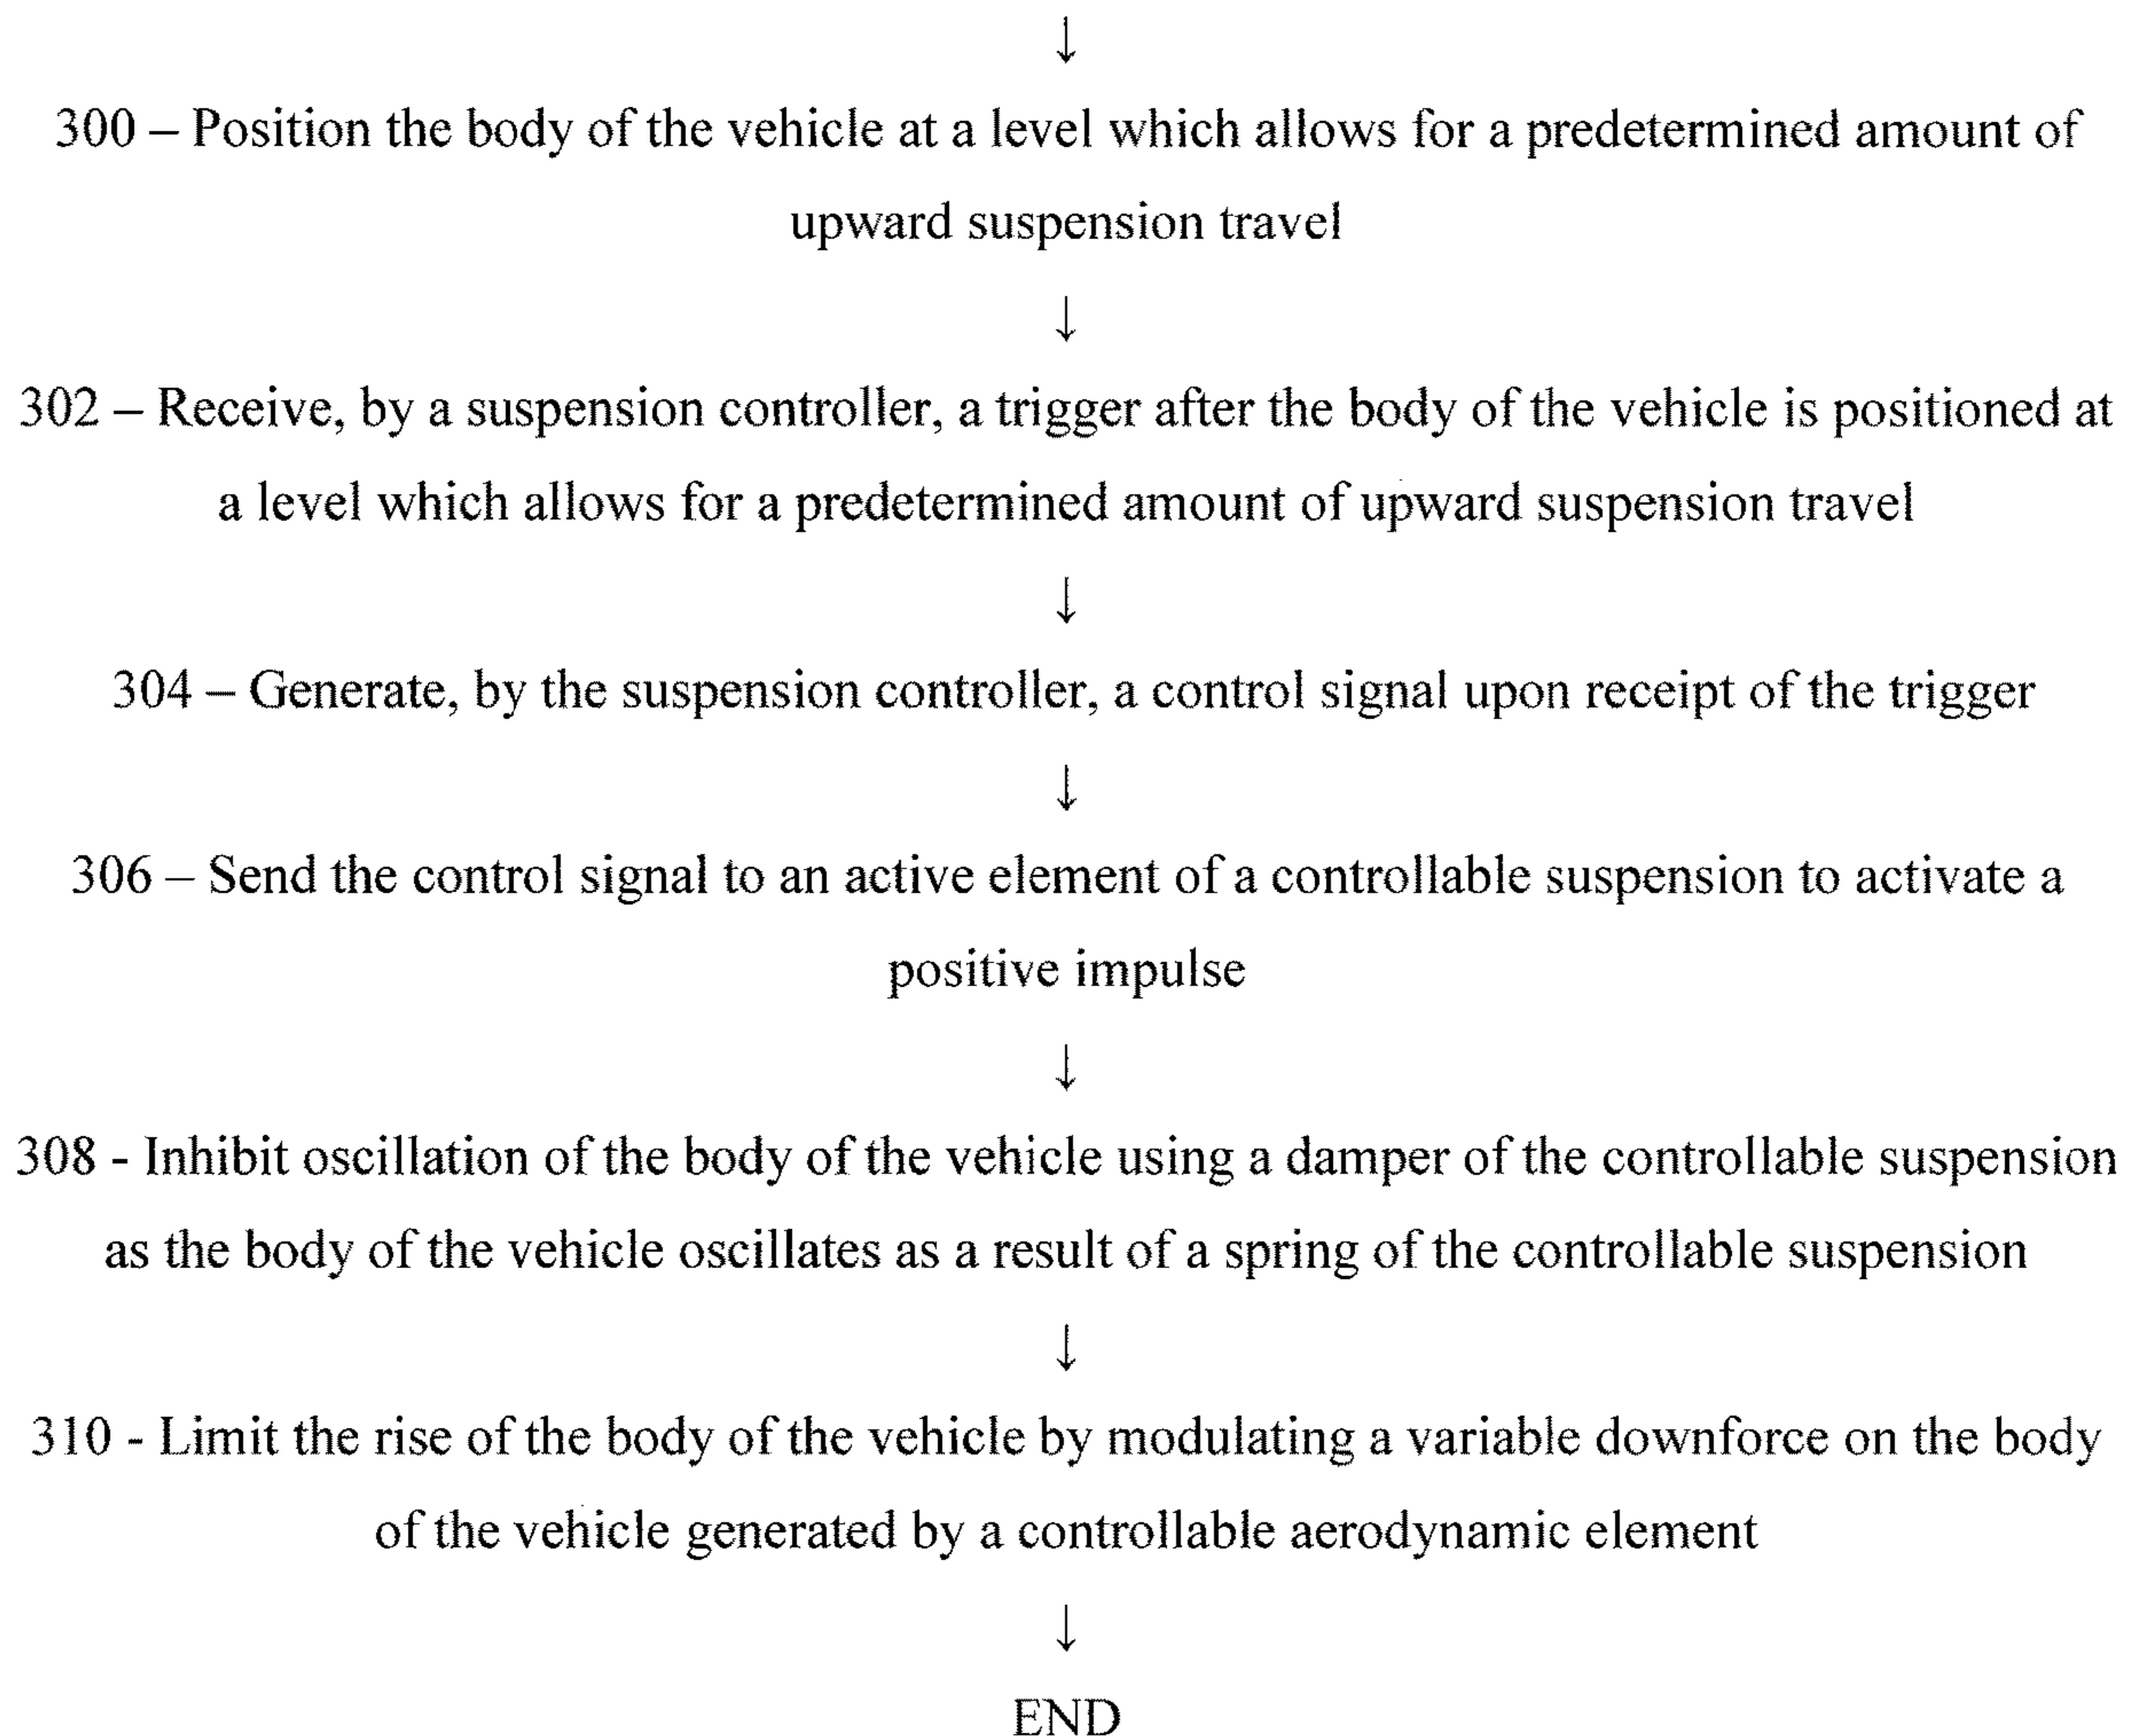 ↓
300 – Position the body of the vehicle at a level which allows for a predetermined amount of
upward suspension travel
↓
302 – Receive, by a suspension controller, a trigger after the body of the vehicle is positioned at
a level which allows for a predetermined amount of upward suspension travel
↓
304 – Generate, by the suspension controller, a control signal upon receipt of the trigger
↓
306 – Send the control signal to an active element of a controllable suspension to activate a
positive impulse
↓
308 - Inhibit oscillation of the body of the vehicle using a damper of the controllable suspension
as the body of the vehicle oscillates as a result of a spring of the controllable suspension
↓
310 - Limit the rise of the body of the vehicle by modulating a variable downforce on the body
of the vehicle generated by a controllable aerodynamic element
↓
END